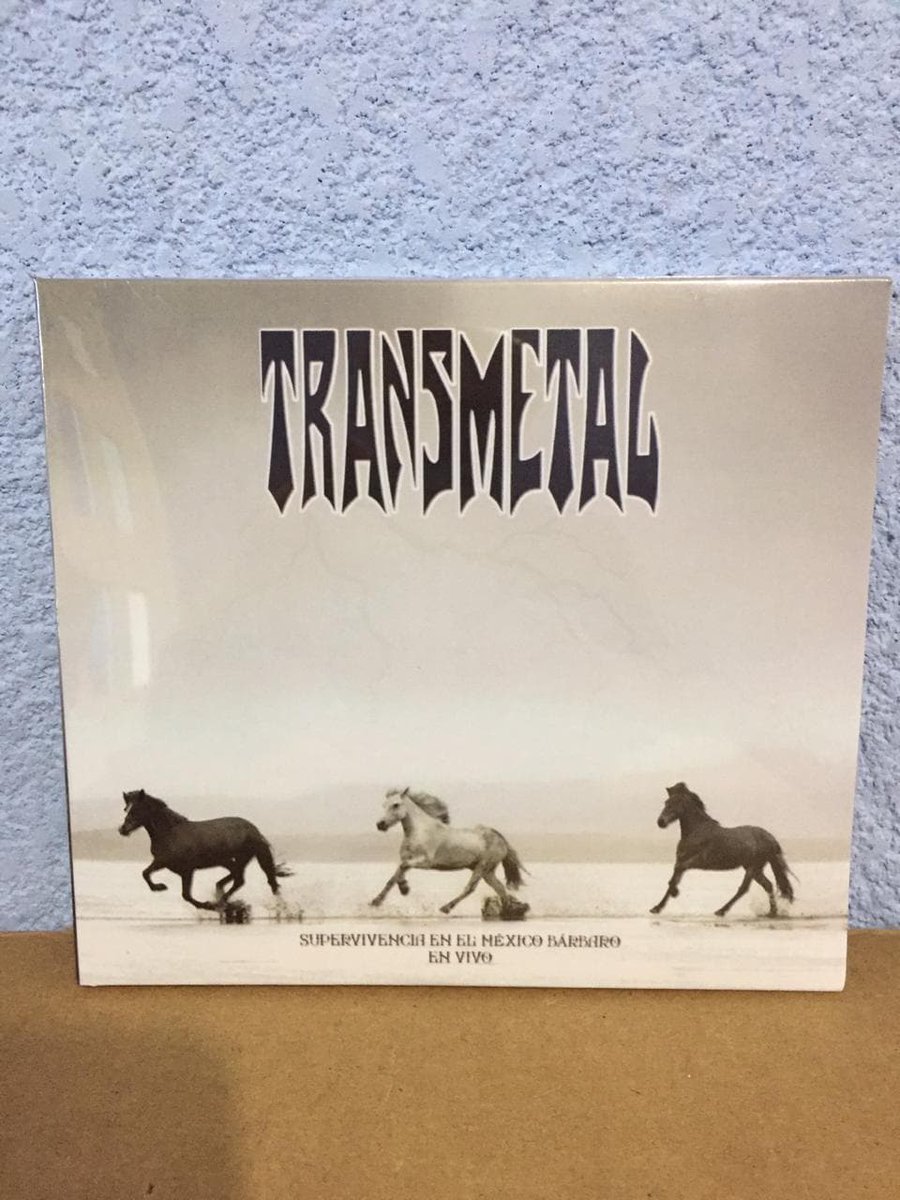 TRANSMETAL
SUPERVIVENCIA EN EL MÉXICO BÁRBARO
EN VIVO